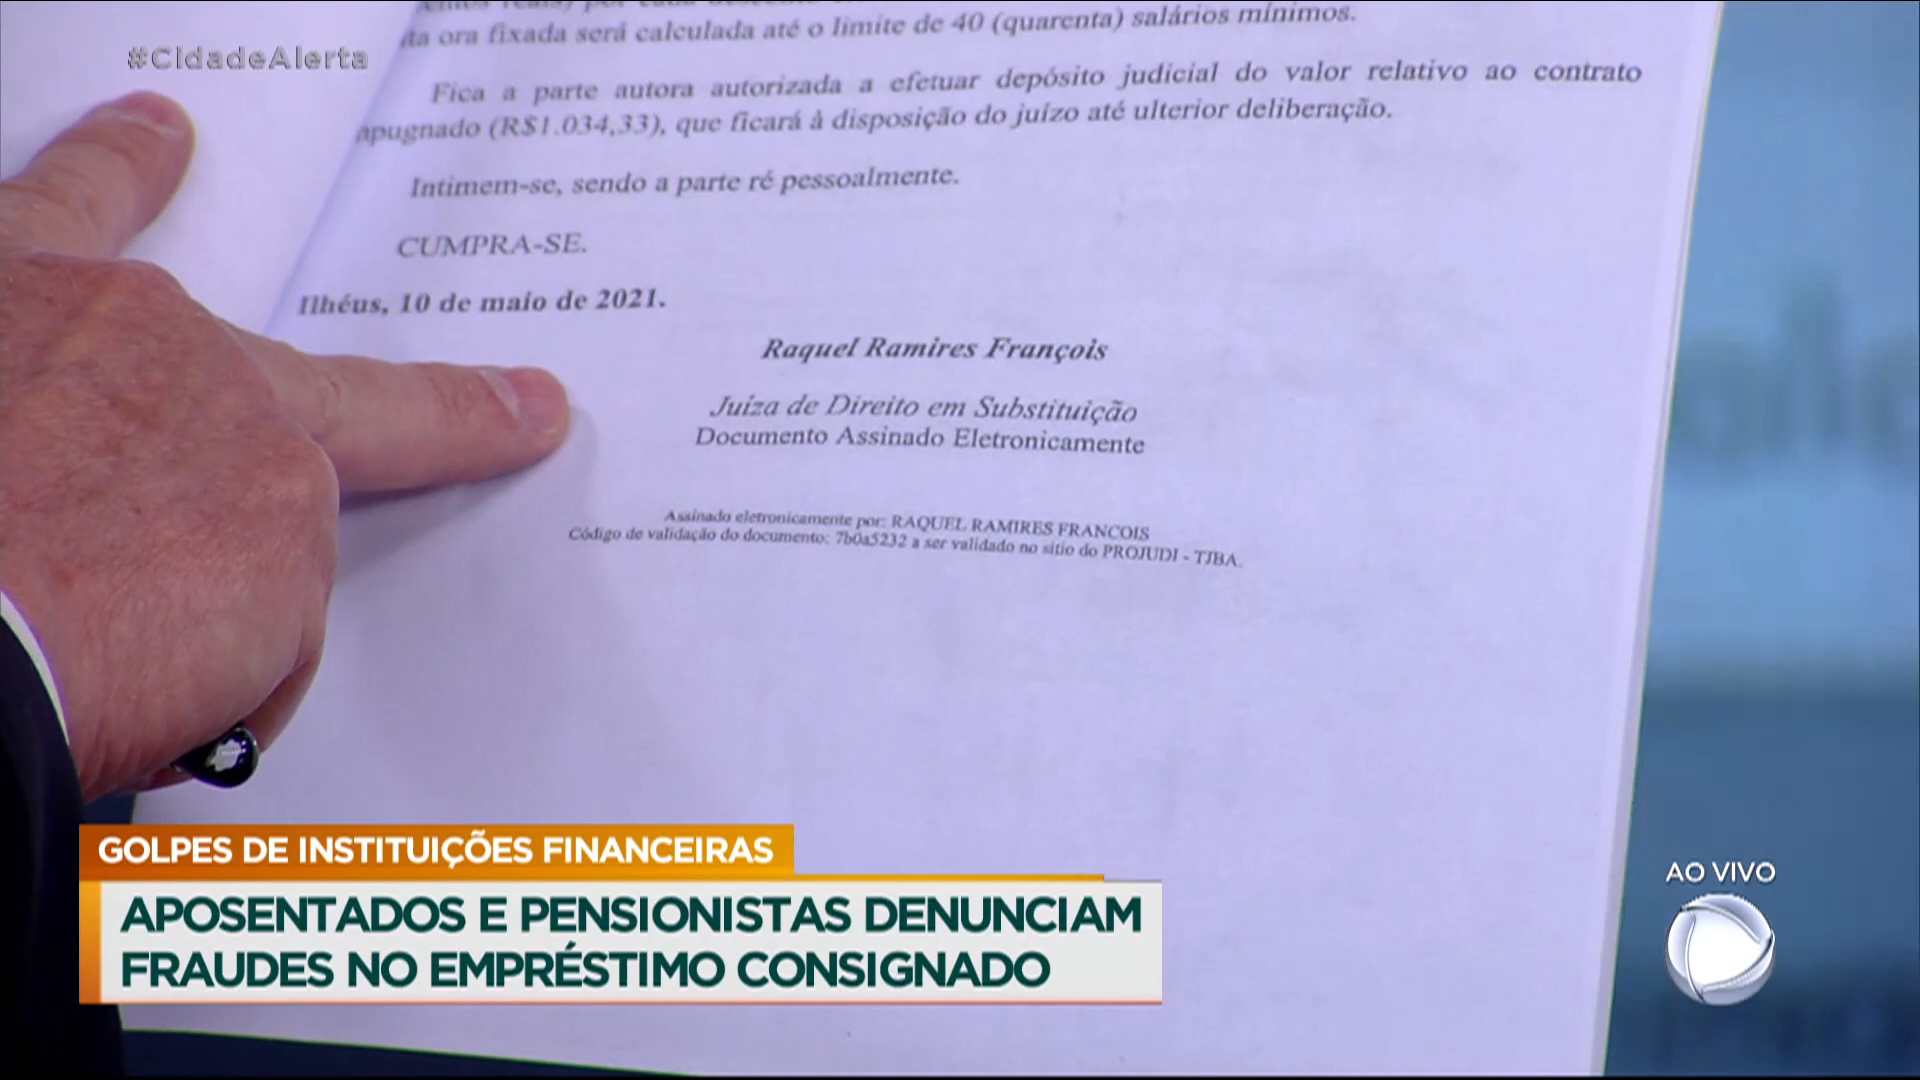 #CidadeAlerta
ta ora fixada será calculada até o limite de 40 (quarenta) salários mínimos.
Fica a parte autora autorizada a efetuar depósito judicial do valor relativo ao contrato
apugnado (R$1.034,33), que ficará à disposição do juízo até ulterior deliberação.
Intimem-se, sendo a parte ré pessoalmente.
CUMPRA-SE.
Ilhéus, 10 de maio de 2021.
Raquel Ramires François
Juíza de Direito em Substituição
Documento Assinado Eletronicamente
Assinado eletronicamente por: RAQUEL RAMIRES FRANCOIS
Código de validação do documento: 7b0a5232 a ser validado no sítio do PROJUDI - TJBA.
GOLPES DE INSTITUIÇÕES FINANCEIRAS
APOSENTADOS E PENSIONISTAS DENUNCIAM
FRAUDES NO EMPRÉSTIMO CONSIGNADO
AO VIVO